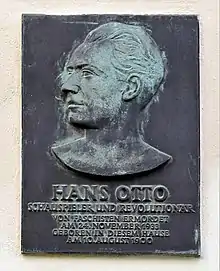 HANS OTTO
SCHAUSPIELER UND REVOLUTIONÄR
VON FASCHISTEN ERMORDET
AM 24. NOVEMBER 1933
GEBOREN IN DIESEM HAUSE
AM 10. AUGUST 1900